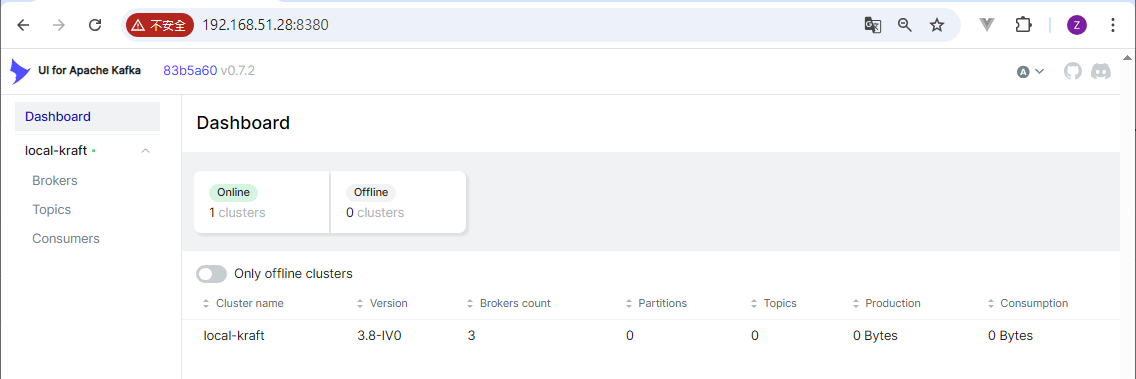 不安全 192.168.51.28:8380
Z
UI for Apache Kafka 83b5a60 v0.7.2
A
Dashboard
local-kraft
Brokers
Topics
Consumers
Dashboard
Online Offline
1 clusters 0 clusters
Only offline clusters
Cluster name Version Brokers count Partitions Topics Production Consumption
local-kraft 3.8-IV0 3 0 0 0 Bytes 0 Bytes